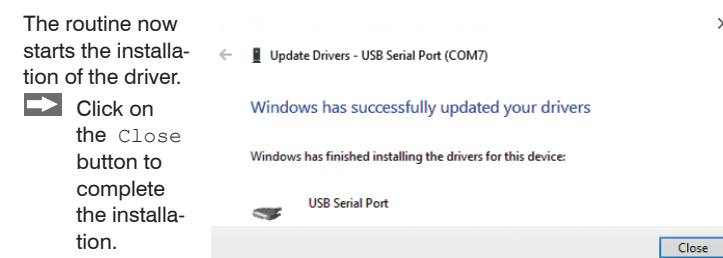 The routine now
starts the installa-
tion of the driver.
Click on
the Close
button to
complete
the installa-
tion.
Update Drivers - USB Serial Port (COM7)
Windows has successfully updated your drivers
Windows has finished installing the drivers for this device:
USB Serial Port
Close